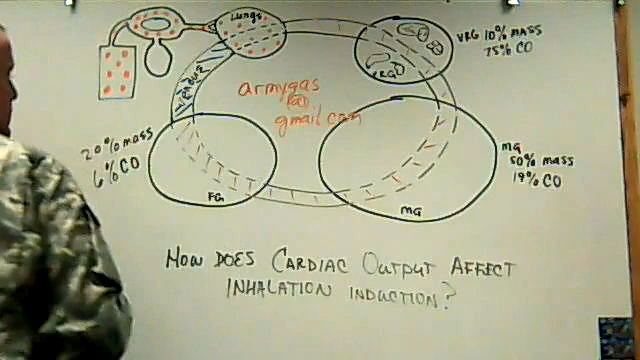 Lungs
VRG 10% MASS
75% CO
VRG
VENOUS
armygas
@
gmail com
20% MASS
6% CO
FG
MG
50% MASS
19% CO
MG
HOW DOES CARDIAC OUTPUT AFFECT
INHALATION INDUCTION?